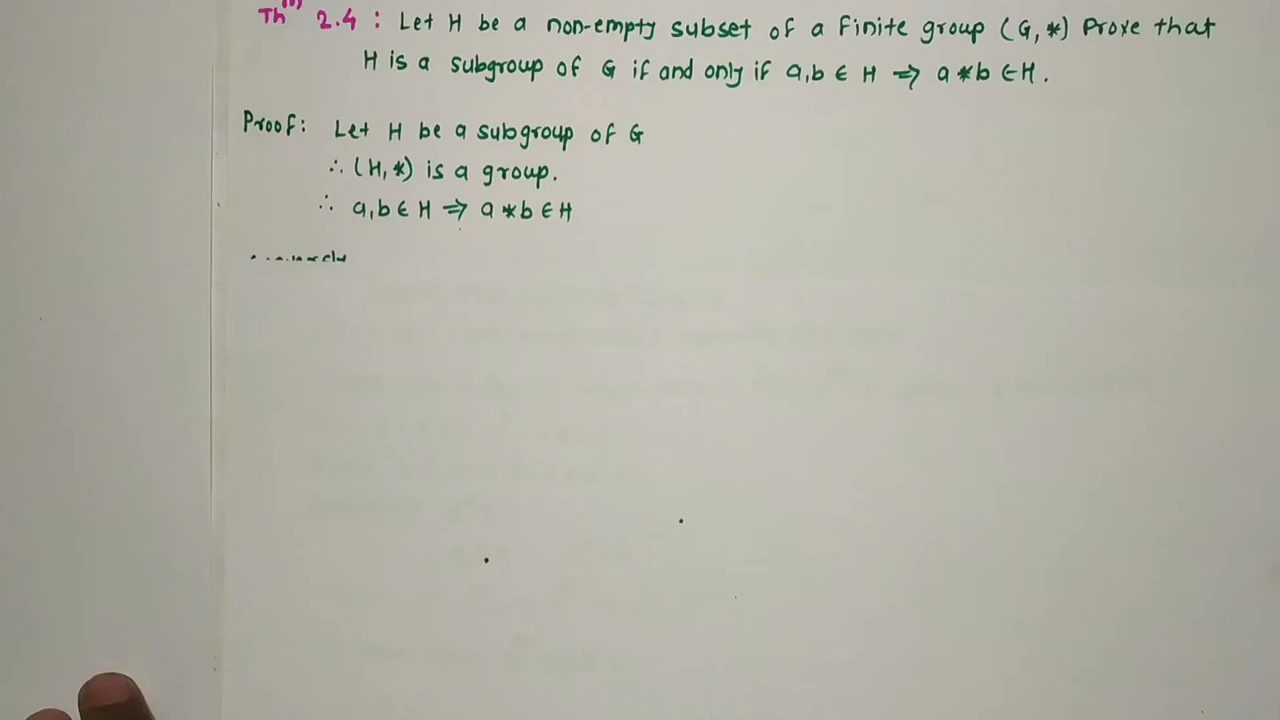 Th(m) 2.4 : Let H be a non-empty subset of a finite group (G, *) Prove that
H is a subgroup of G if and only if a,b ∈ H ⇒ a * b ∈ H.
Proof: Let H be a subgroup of G
∴ (H, *) is a group.
∴ a,b ∈ H ⇒ a * b ∈ H